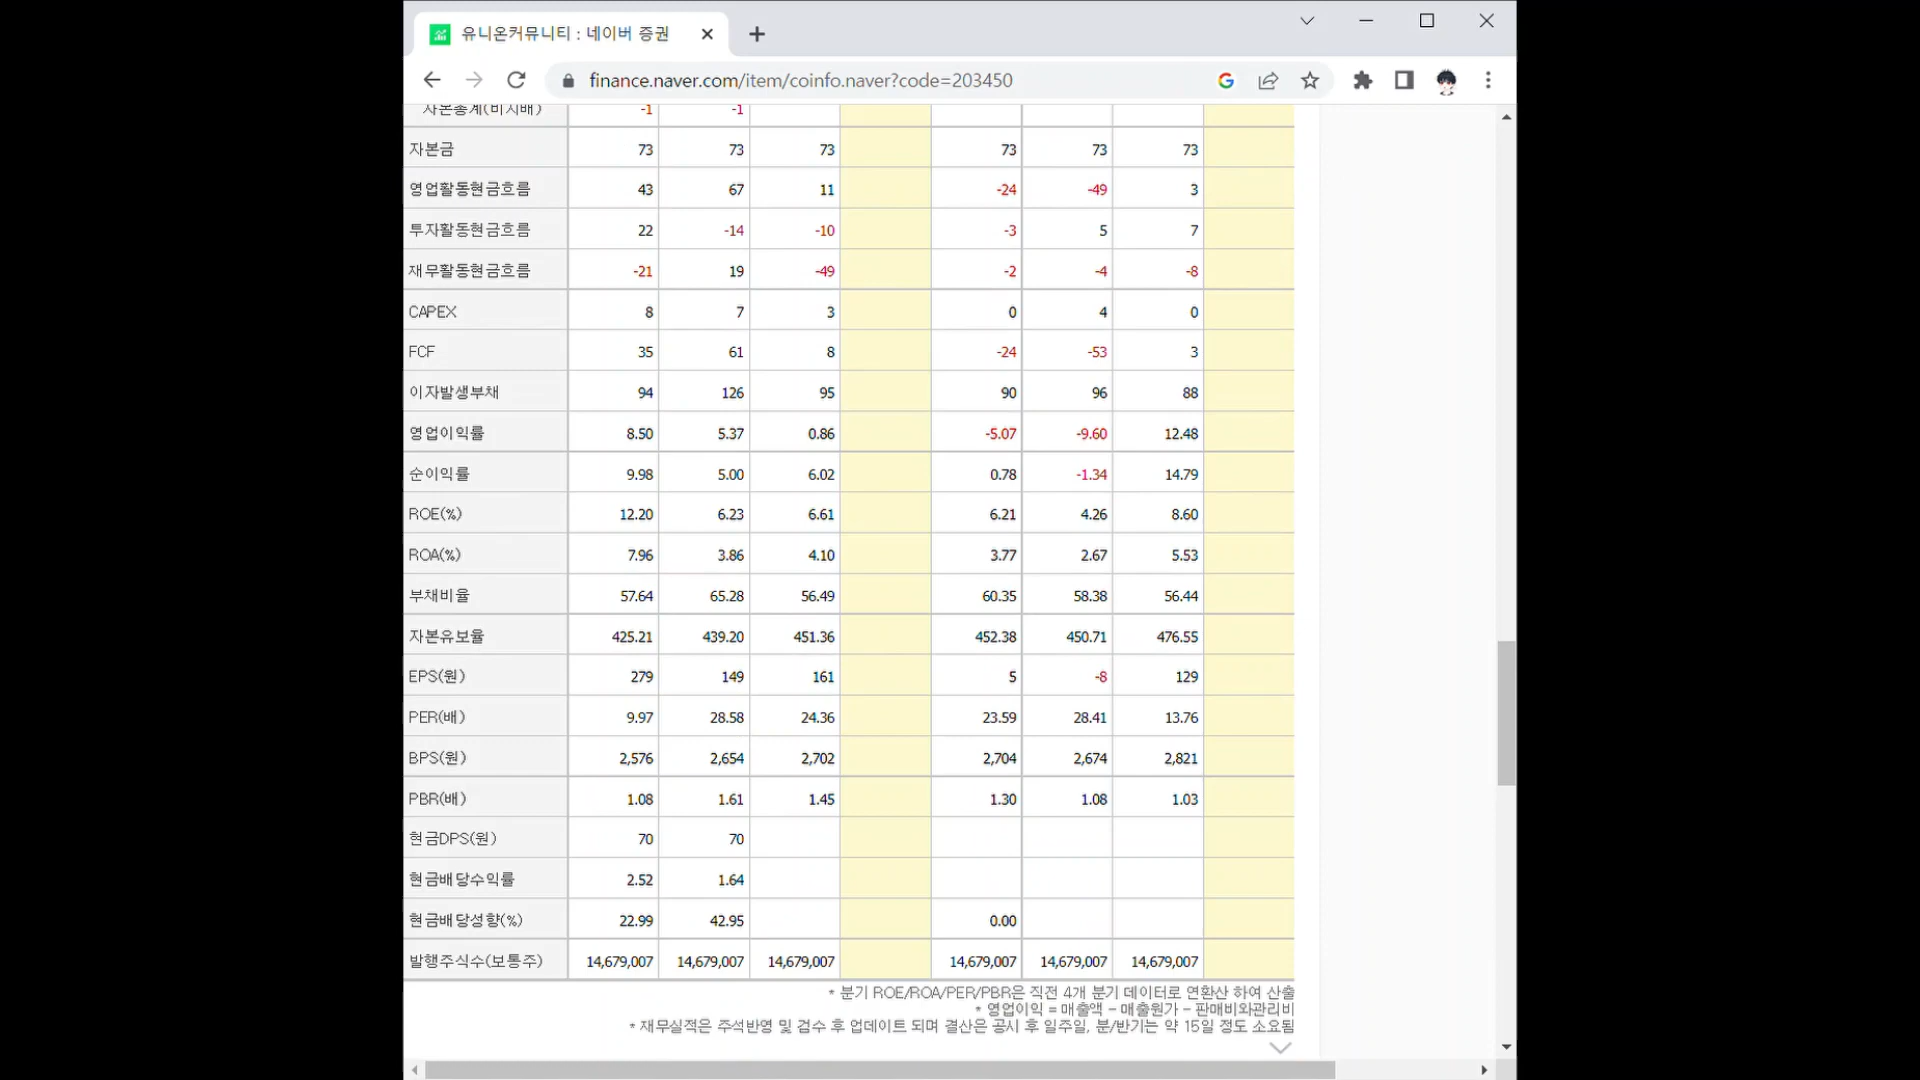 유니온커뮤니티 : 네이버 증권
finance.naver.com/item/coinfo.naver?code=203450
자본총계(비지배) -1 -1
자본금 73 73 73 73 73 73
영업활동현금흐름 43 67 11 -24 -49 3
투자활동현금흐름 22 -14 -10 -3 5 7
재무활동현금흐름 -21 19 -49 -2 -4 -8
CAPEX 8 7 3 0 4 0
FCF 35 61 8 -24 -53 3
이자발생부채 94 126 95 90 96 88
영업이익률 8.50 5.37 0.86 -5.07 -9.60 12.48
순이익률 9.98 5.00 6.02 0.78 -1.34 14.79
ROE(%) 12.20 6.23 6.61 6.21 4.26 8.60
ROA(%) 7.96 3.86 4.10 3.77 2.67 5.53
부채비율 57.64 65.28 56.49 60.35 58.38 56.44
자본유보율 425.21 439.20 451.36 452.38 450.71 476.55
EPS(원) 279 149 161 5 -8 129
PER(배) 9.97 28.58 24.36 23.59 28.41 13.76
BPS(원) 2,576 2,654 2,702 2,704 2,674 2,821
PBR(배) 1.08 1.61 1.45 1.30 1.08 1.03
현금DPS(원) 70 70
현금배당수익률 2.52 1.64
현금배당성향(%) 22.99 42.95 0.00
발행주식수(보통주) 14,679,007 14,679,007 14,679,007 14,679,007 14,679,007 14,679,007
* 분기 ROE/ROA/PER/PBR은 직전 4개 분기 데이터로 연환산 하여 산출
* 영업이익 = 매출액 - 매출원가 - 판매비와관리비
* 재무실적은 주석반영 및 검수 후 업데이트 되며 결산은 공시 후 일주일, 분/반기는 약 15일 정도 소요됨